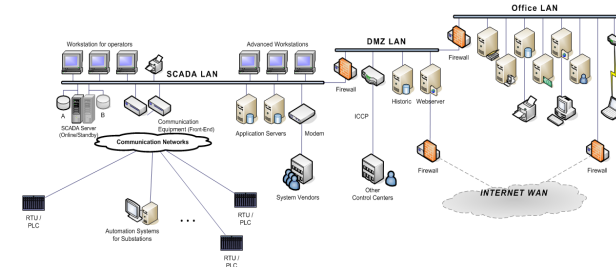 Office LAN
DMZ LAN
Workstation for operators
Advanced Workstations
Firewall
SCADA LAN
Firewall
Historic
Webserver
A
B
SCADA Server
(Online/Standby)
Communication
Equipment (Front-End)
Application Servers
Modem
ICCP
Communication Networks
Firewall
Firewall
System Vendors
Other
Control Centers
INTERNET WAN
RTU /
PLC
Automation Systems
for Substations
...
RTU /
PLC
RTU /
PLC